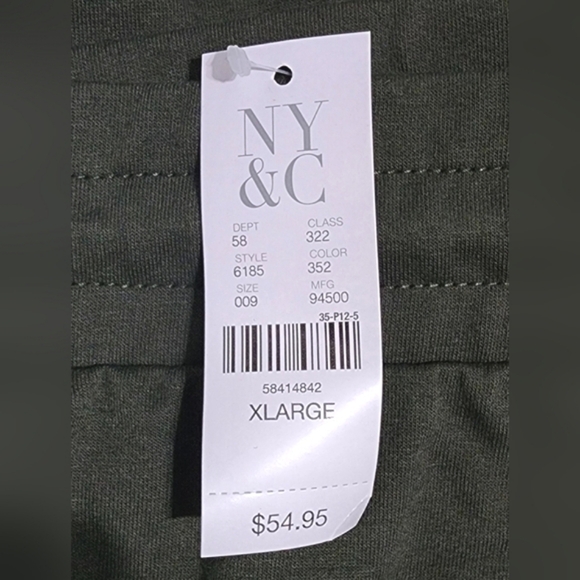 NY
&C
DEPT CLASS
58 322
STYLE COLOR
6185 352
SIZE MFG
009 94500
35-P12-5
58414842
XLARGE
$54.95